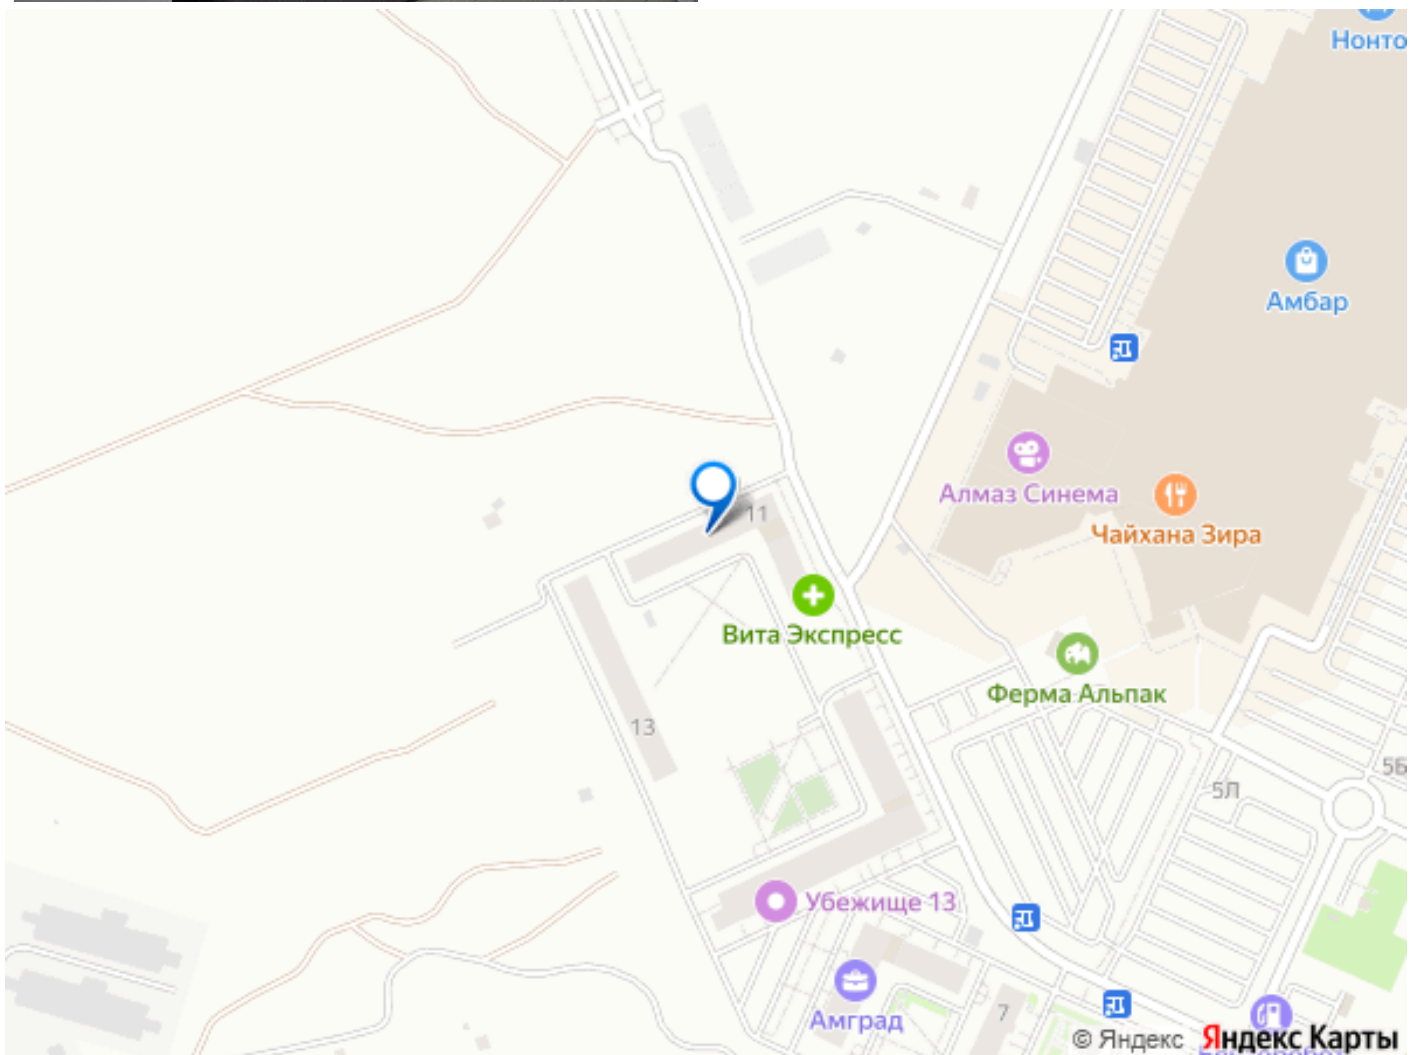 Нонто
Амбар
Алмаз Синема
Чайхана Зира
11
Вита Экспресс
Ферма Альпак
13
5Б
5Л
Убежище 13
Амград
7
© Яндекс Яндекс Карты